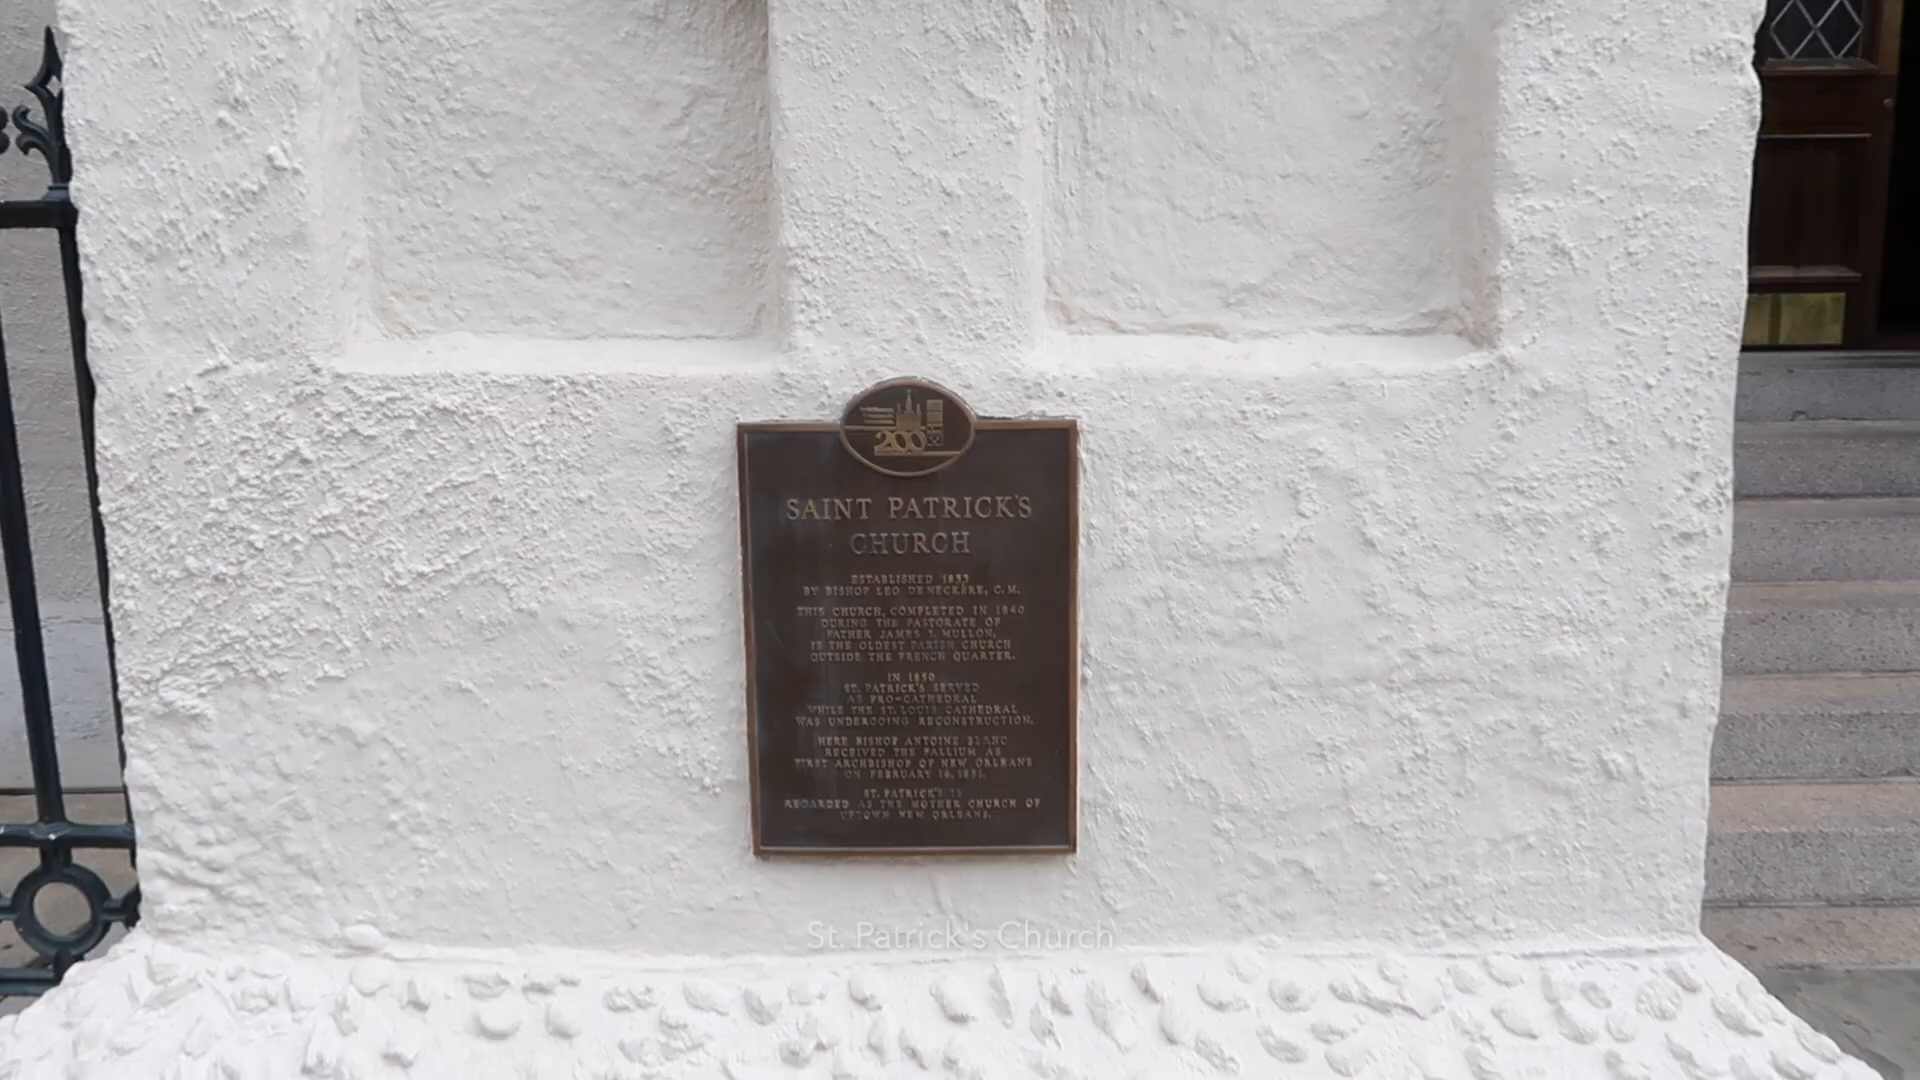 200
SAINT PATRICK'S
CHURCH
ESTABLISHED 1833
BY BISHOP LEO DE NECKERE, C.M.
THIS CHURCH, COMPLETED IN 1840
DURING THE PASTORATE OF
FATHER JAMES I. MULLON,
IS THE OLDEST PARISH CHURCH
OUTSIDE THE FRENCH QUARTER.
IN 1850
ST. PATRICK'S SERVED
AS PRO-CATHEDRAL
WHILE THE ST. LOUIS CATHEDRAL
WAS UNDERGOING RECONSTRUCTION.
HERE BISHOP ANTOINE BLANC
RECEIVED THE PALLIUM AS
FIRST ARCHBISHOP OF NEW ORLEANS
ON FEBRUARY 16, 1851.
ST. PATRICK'S IS
REGARDED AS THE MOTHER CHURCH OF
UPTOWN NEW ORLEANS.
St. Patrick's Church